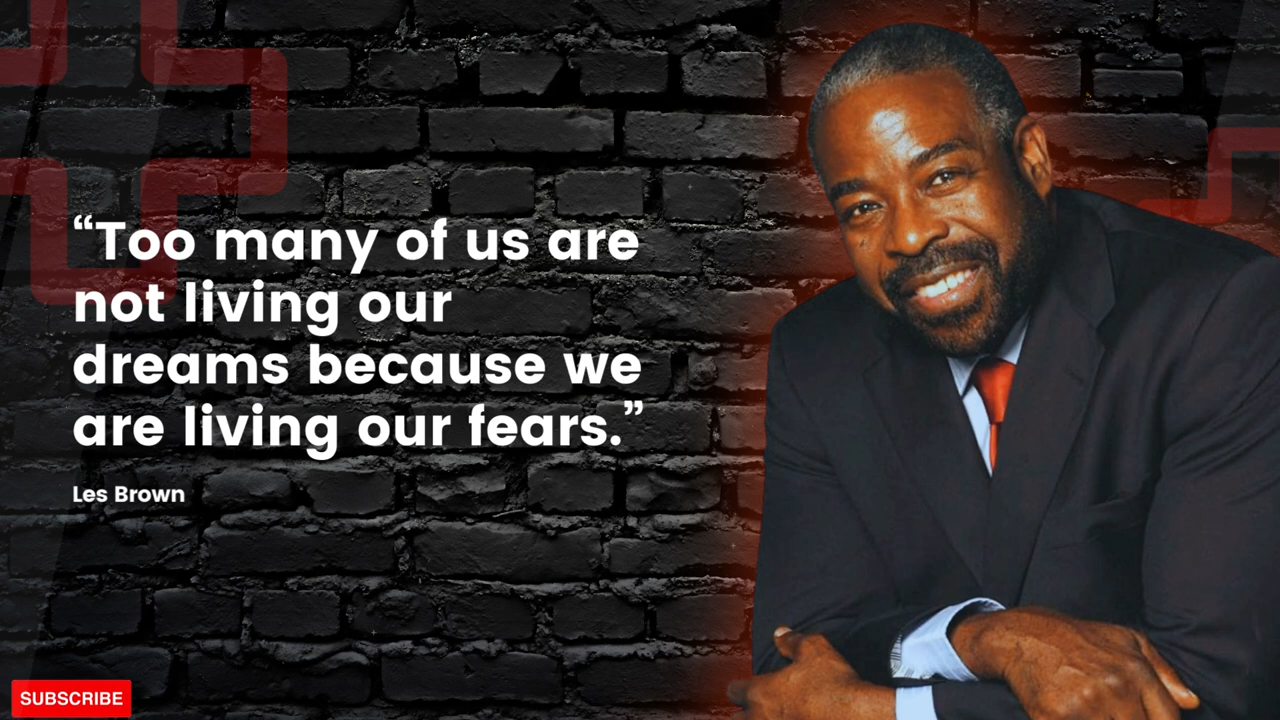 “Too many of us are
not living our
dreams because we
are living our fears.”
Les Brown
SUBSCRIBE